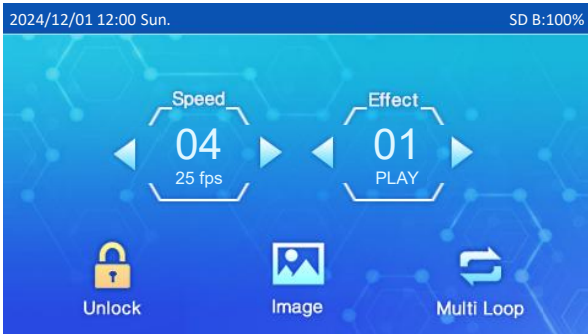 2024/12/01 12:00 Sun. SD B:100%
Speed Effect
04 01
25 fps PLAY
Unlock Image Multi Loop